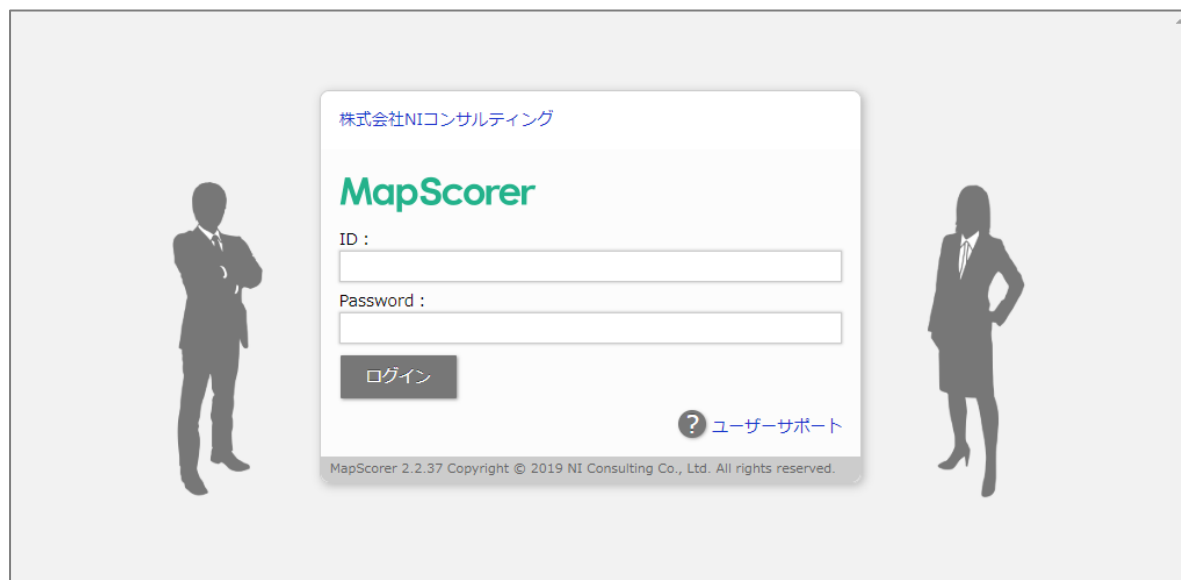 株式会社NIコンサルティング
MapScorer
ID :
Password :
ログイン
? ユーザーサポート
MapScorer 2.2.37 Copyright © 2019 NI Consulting Co., Ltd. All rights reserved.